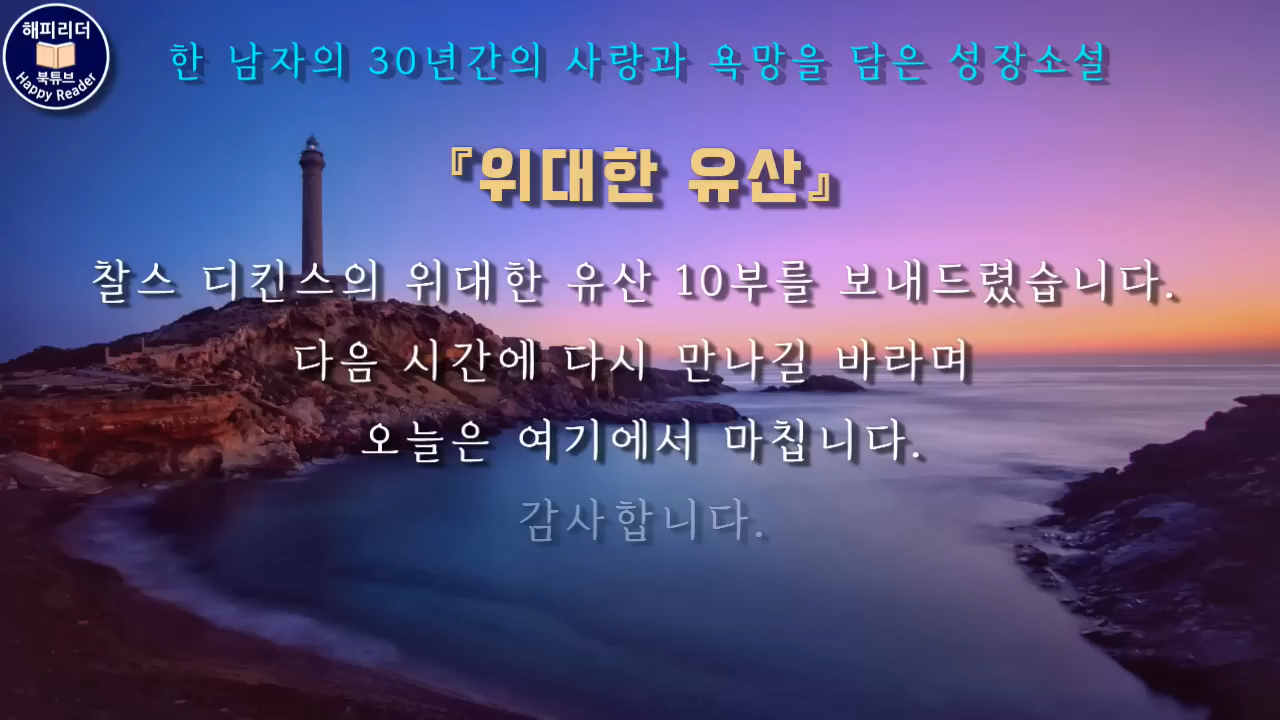 해피리더
북튜브
Happy Reader
한 남자의 30년간의 사랑과 욕망을 담은 성장소설
『위대한 유산』
찰스 디킨스의 위대한 유산 10부를 보내드렸습니다.
다음 시간에 다시 만나길 바라며
오늘은 여기에서 마칩니다.
감사합니다.